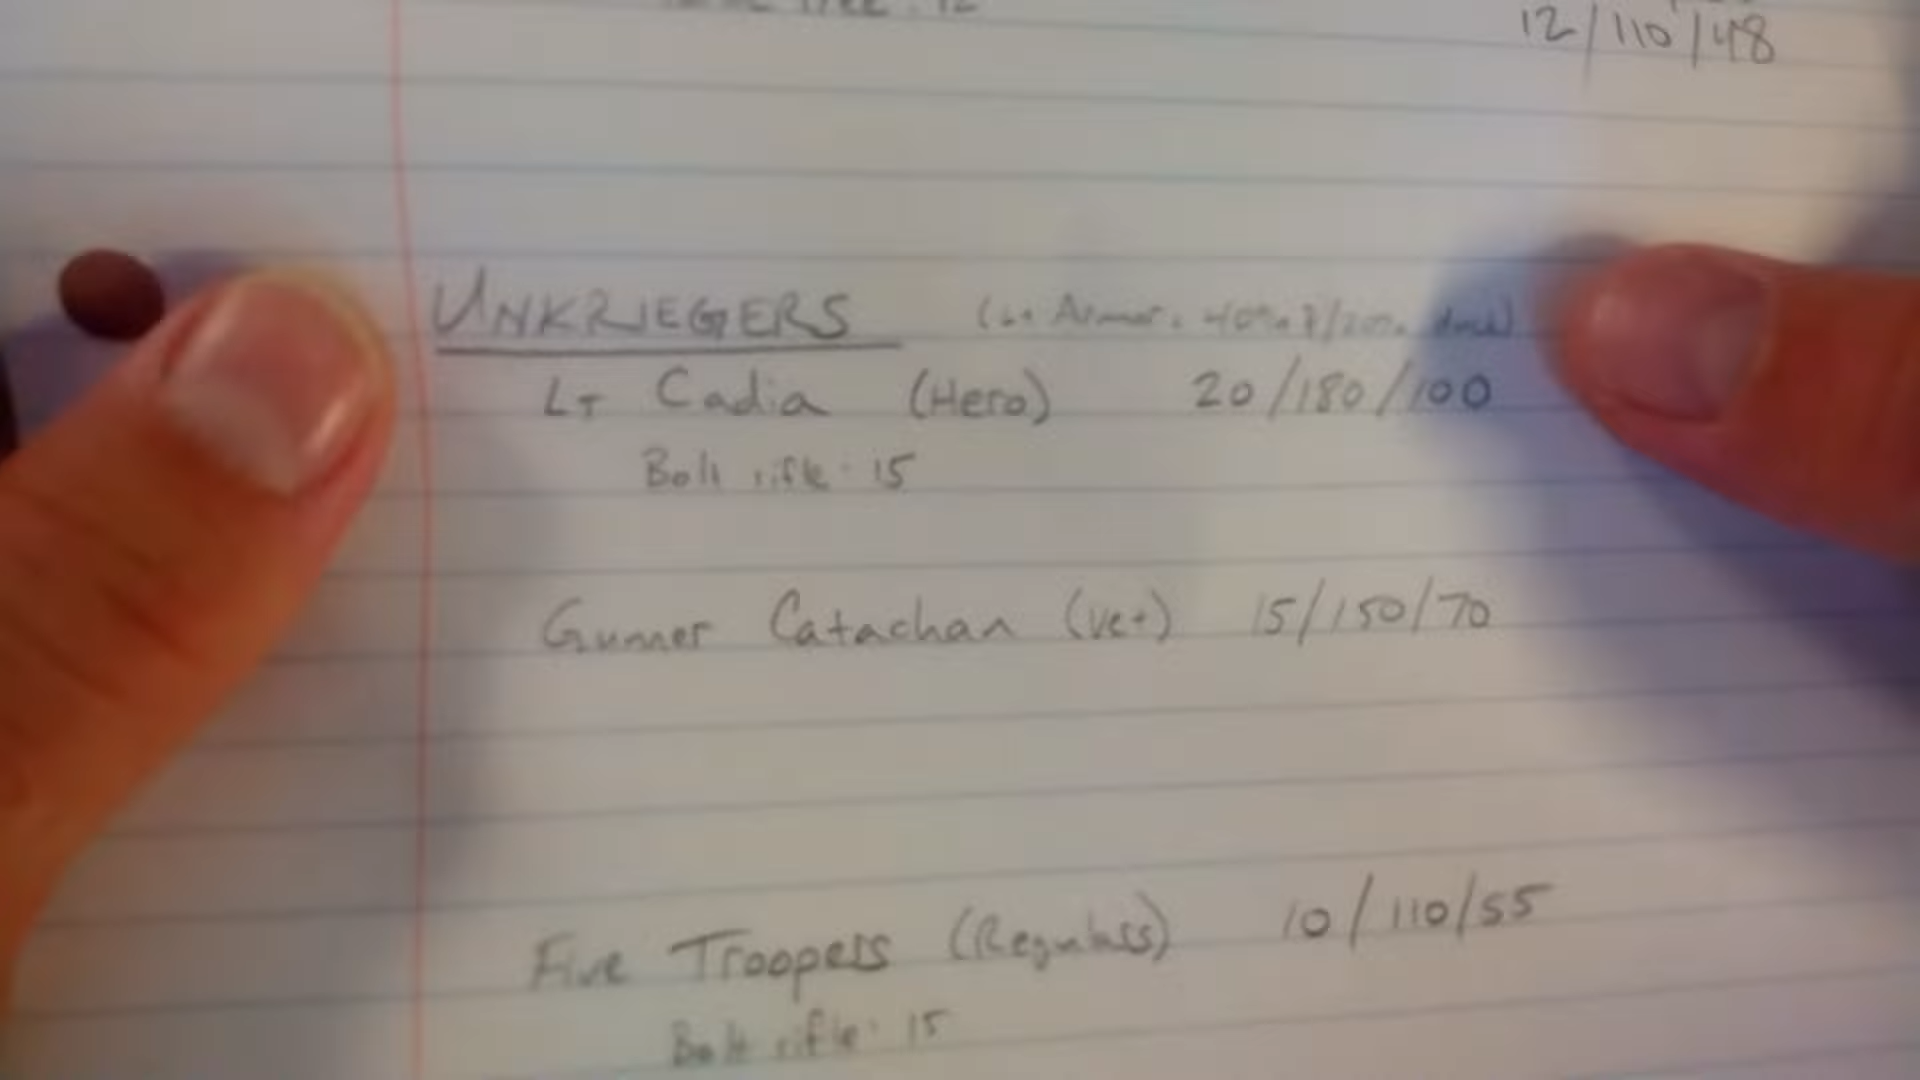 12/110/48
UNKRIEGERS
LT Cadia (Hero) 20/180/100
Bolt rifle: 15
Gunner Catachan (Vet) 15/150/70
Five Troopers (Regulars) 10/110/55
Bolt rifle: 15